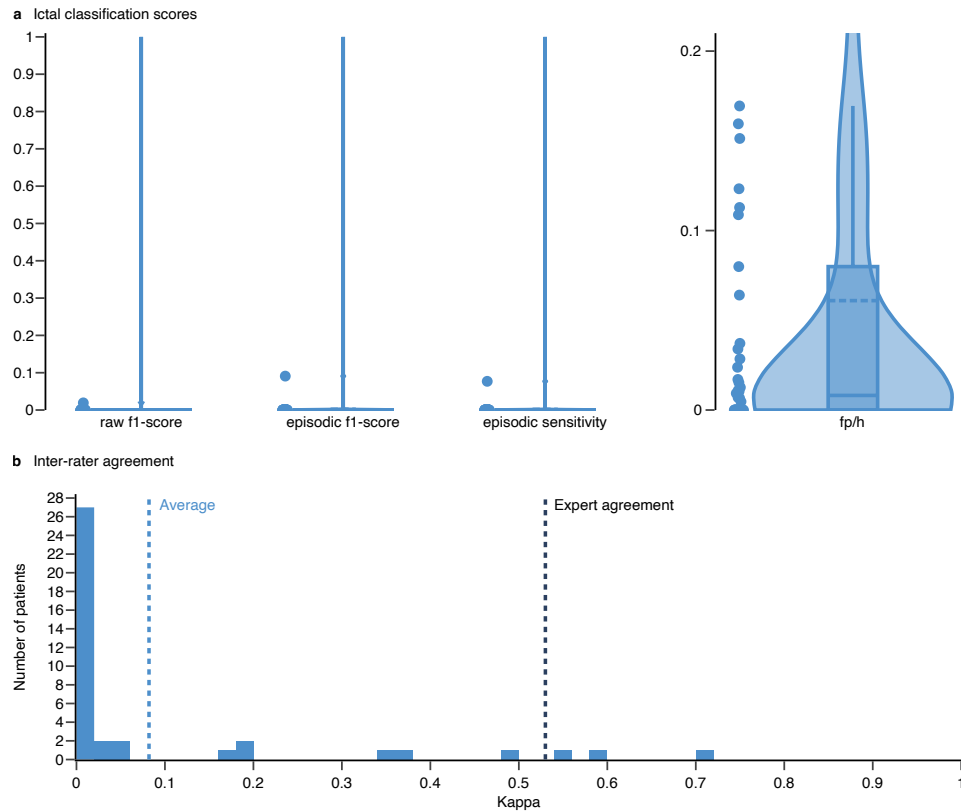 a Ictal classification scores
1
0.9
0.8
0.7
0.6
0.5
0.4
0.3
0.2
0.1
0
raw f1-score
episodic f1-score
episodic sensitivity
0.2
0.1
0
fp/h
b Inter-rater agreement
Number of patients
28
26
24
22
20
18
16
14
12
10
8
6
4
2
0
Average
Expert agreement
0 0.1 0.2 0.3 0.4 0.5 0.6 0.7 0.8 0.9 1
Kappa